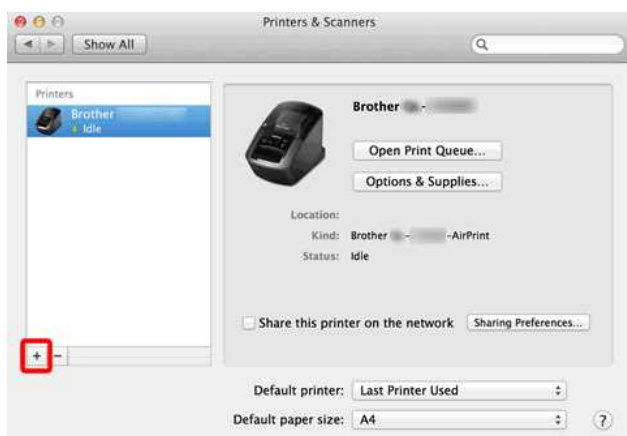 Printers & Scanners
Show All
Printers
Brother
Idle
Brother -
Open Print Queue...
Options & Supplies...
Location:
Kind: Brother - -AirPrint
Status: Idle
Share this printer on the network Sharing Preferences...
+ -
Default printer: Last Printer Used
Default paper size: A4 ?